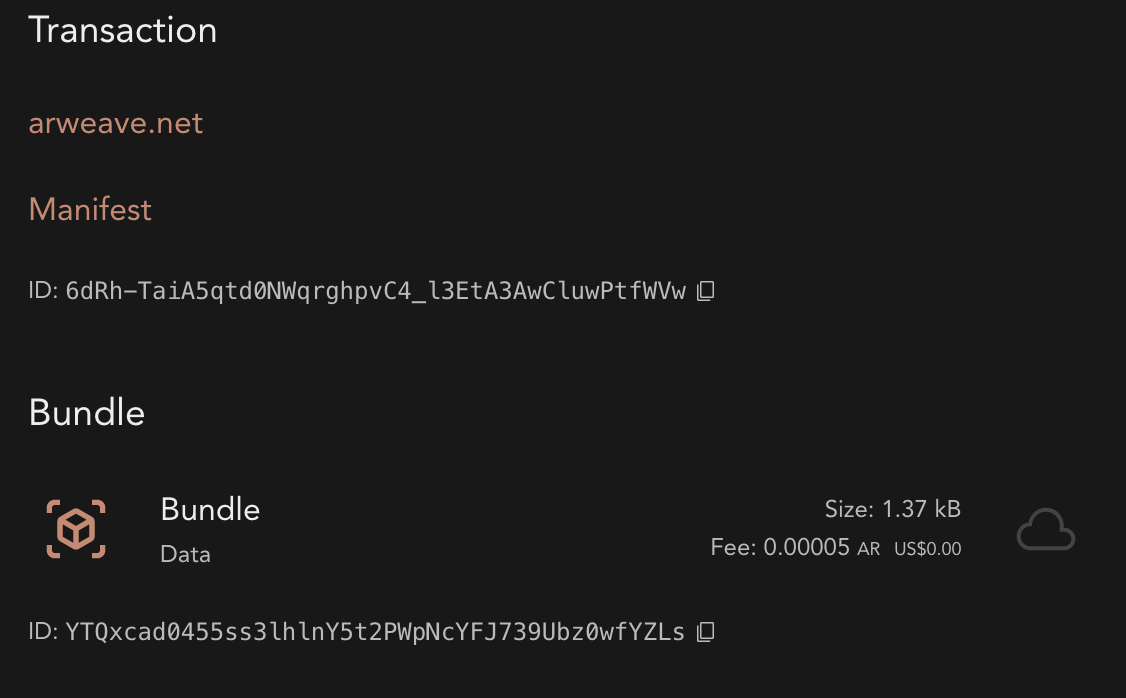 Transaction
arweave.net
Manifest
ID: 6dRh-TaiA5qtd0NWqrghpvC4_l3EtA3AwCluwPtfWVw
Bundle
Bundle
Size: 1.37 kB
Data
Fee: 0.00005 AR US$0.00
ID: YTQxcad0455ss3lhlnY5t2PWpNcYFJ739Ubz0wfYZLs